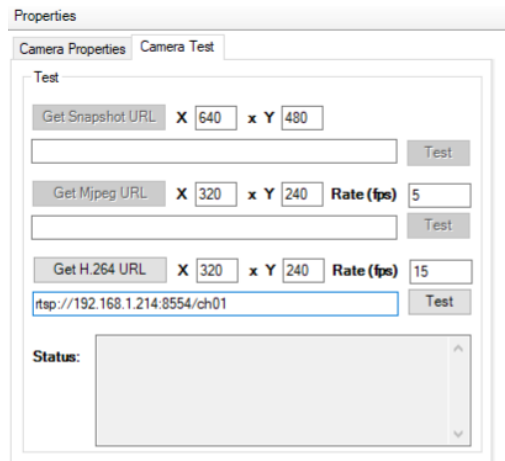 Properties
Camera Properties Camera Test
Test
Get Snapshot URL X 640 x Y 480
Test
Get Mjpeg URL X 320 x Y 240 Rate (fps) 5
Test
Get H.264 URL X 320 x Y 240 Rate (fps) 15
rtsp://192.168.1.214:8554/ch01 Test
Status: